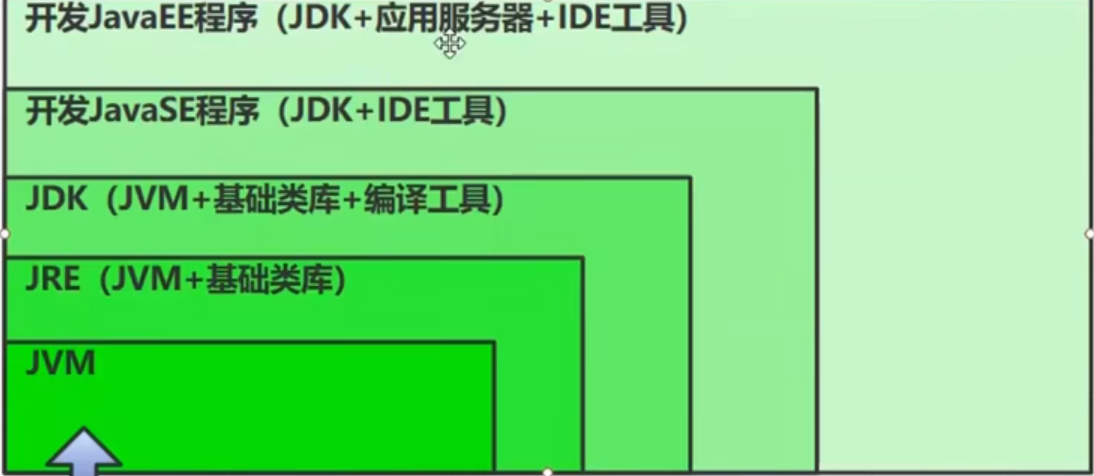 开发JavaEE程序（JDK+应用服务器+IDE工具）
开发JavaSE程序（JDK+IDE工具）
JDK（JVM+基础类库+编译工具）
JRE（JVM+基础类库）
JVM